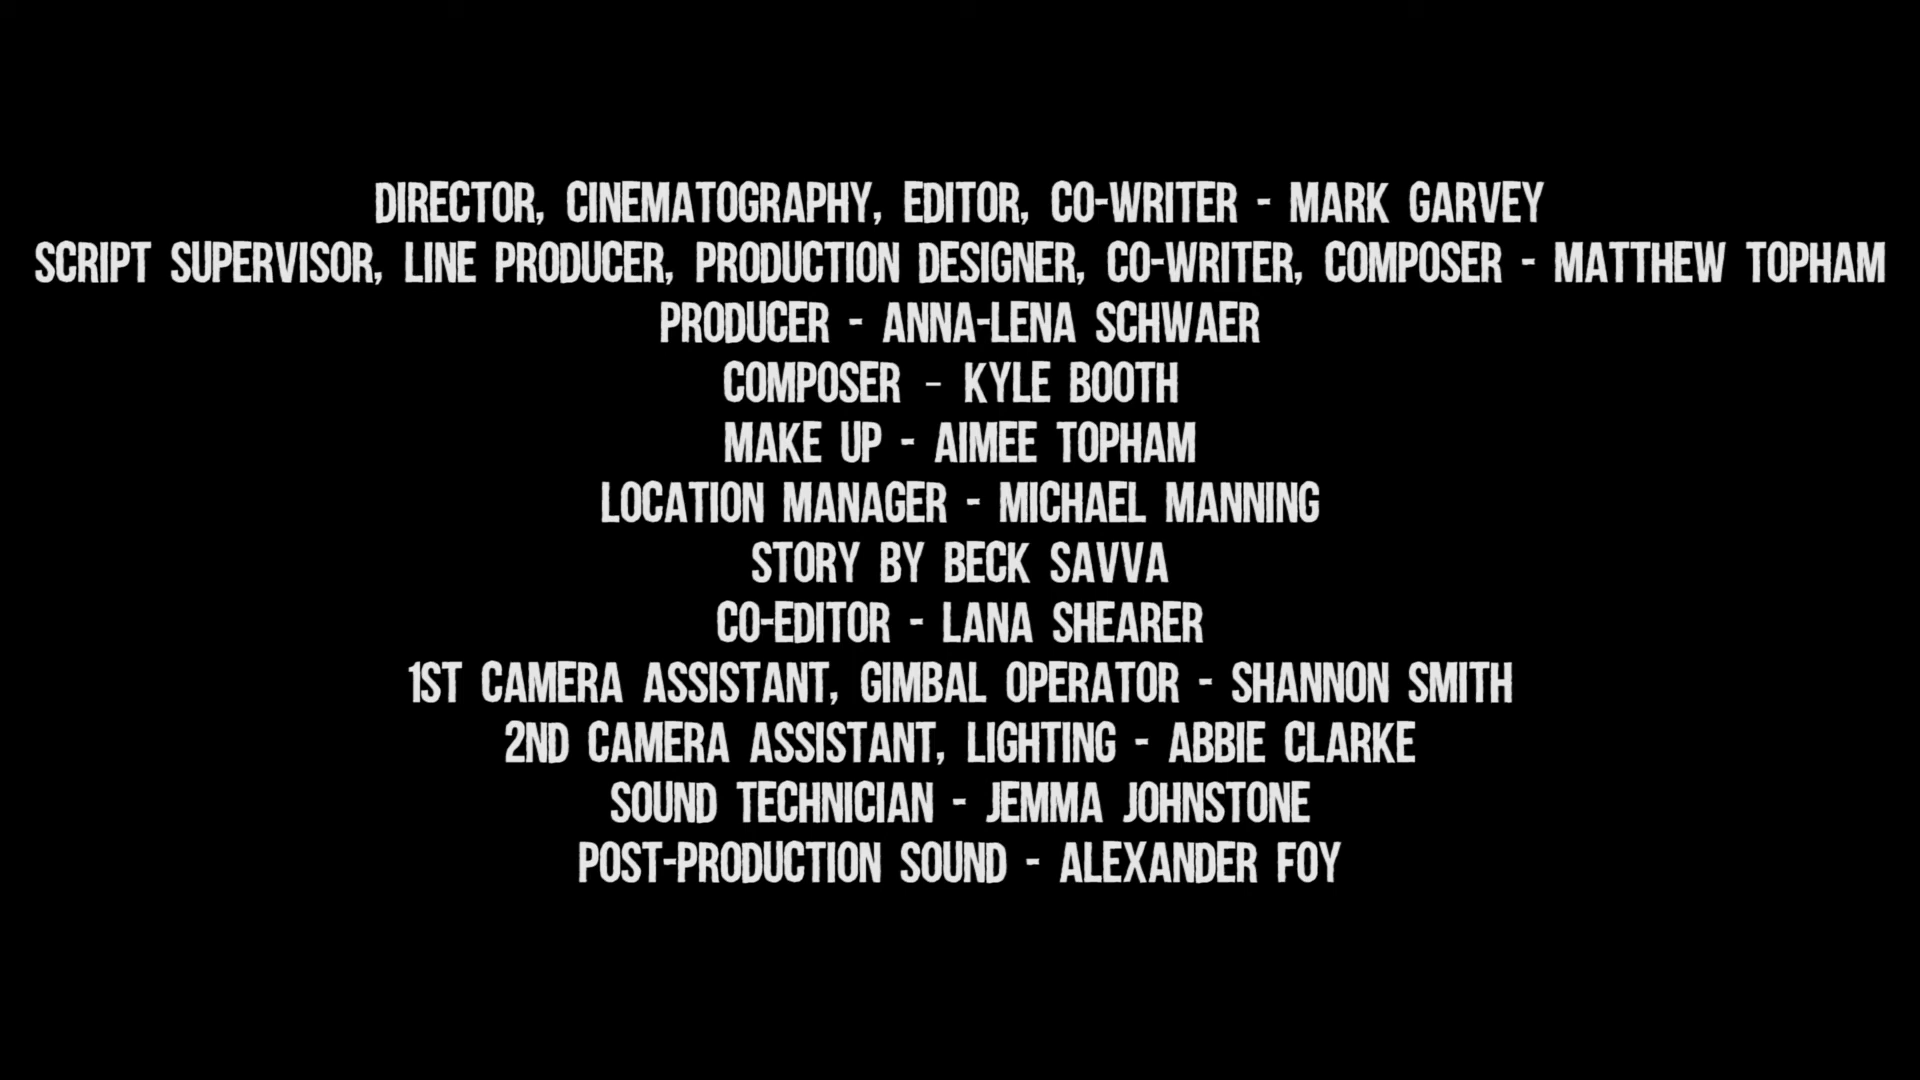 DIRECTOR, CINEMATOGRAPHY, EDITOR, CO-WRITER - MARK GARVEY
SCRIPT SUPERVISOR, LINE PRODUCER, PRODUCTION DESIGNER, CO-WRITER, COMPOSER - MATTHEW TOPHAM
PRODUCER - ANNA-LENA SCHWAER
COMPOSER - KYLE BOOTH
MAKE UP - AIMEE TOPHAM
LOCATION MANAGER - MICHAEL MANNING
STORY BY BECK SAVVA
CO-EDITOR - LANA SHEARER
1ST CAMERA ASSISTANT, GIMBAL OPERATOR - SHANNON SMITH
2ND CAMERA ASSISTANT, LIGHTING - ABBIE CLARKE
SOUND TECHNICIAN - JEMMA JOHNSTONE
POST-PRODUCTION SOUND - ALEXANDER FOY